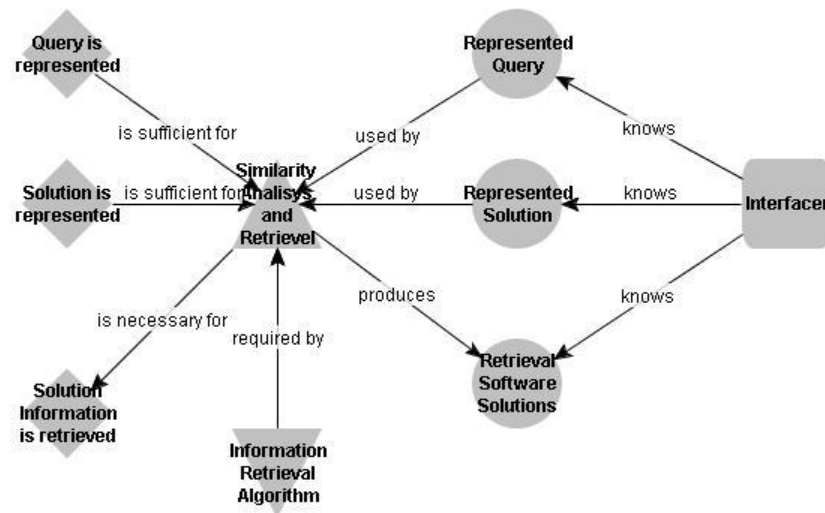 Query is
represented
Represented
Query
is sufficient for
used by
knows
Solution is
represented
is sufficient for
Similarity
Analisys
and
Retrievel
used by
Represented
Solution
knows
Interfacer
is necessary for
required by
produces
knows
Solution
Information
is retrieved
Information
Retrieval
Algorithm
Retrieval
Software
Solutions